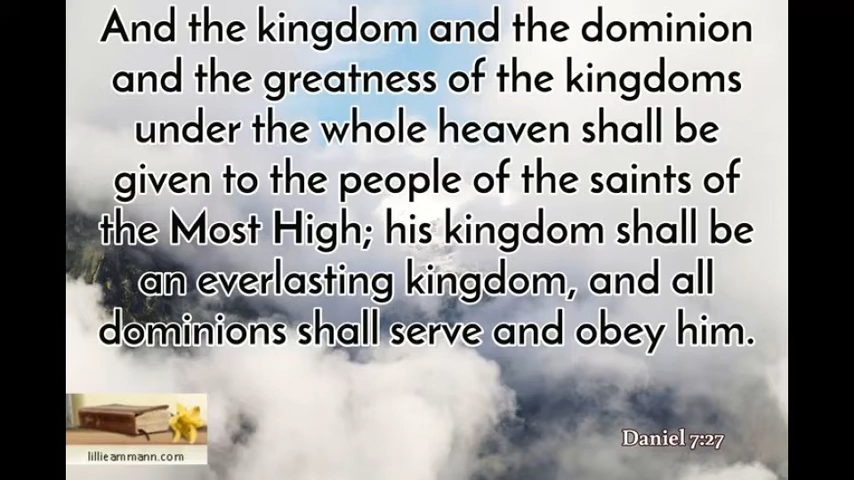 And the kingdom and the dominion
and the greatness of the kingdoms
under the whole heaven shall be
given to the people of the saints of
the Most High; his kingdom shall be
an everlasting kingdom, and all
dominions shall serve and obey him.
Daniel 7:27
lillieammann.com